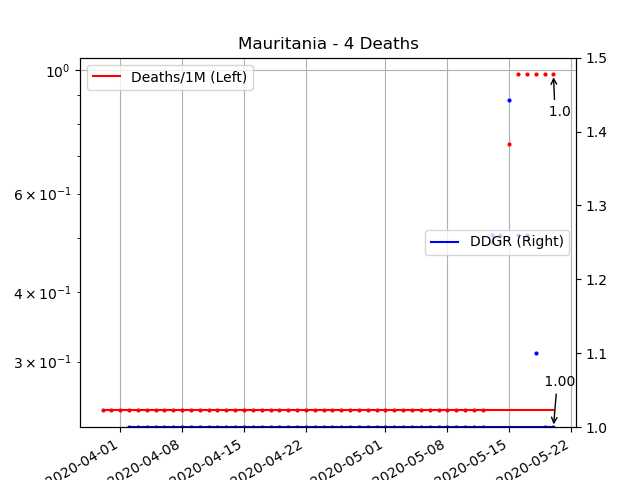 Mauritania - 4 Deaths
Deaths/1M (Left)
DDGR (Right)
10⁰
6 × 10⁻¹
4 × 10⁻¹
3 × 10⁻¹
1.5
1.4
1.3
1.2
1.1
1.0
1.0
1.00
2020-04-01
2020-04-08
2020-04-15
2020-04-22
2020-05-01
2020-05-08
2020-05-15
2020-05-22